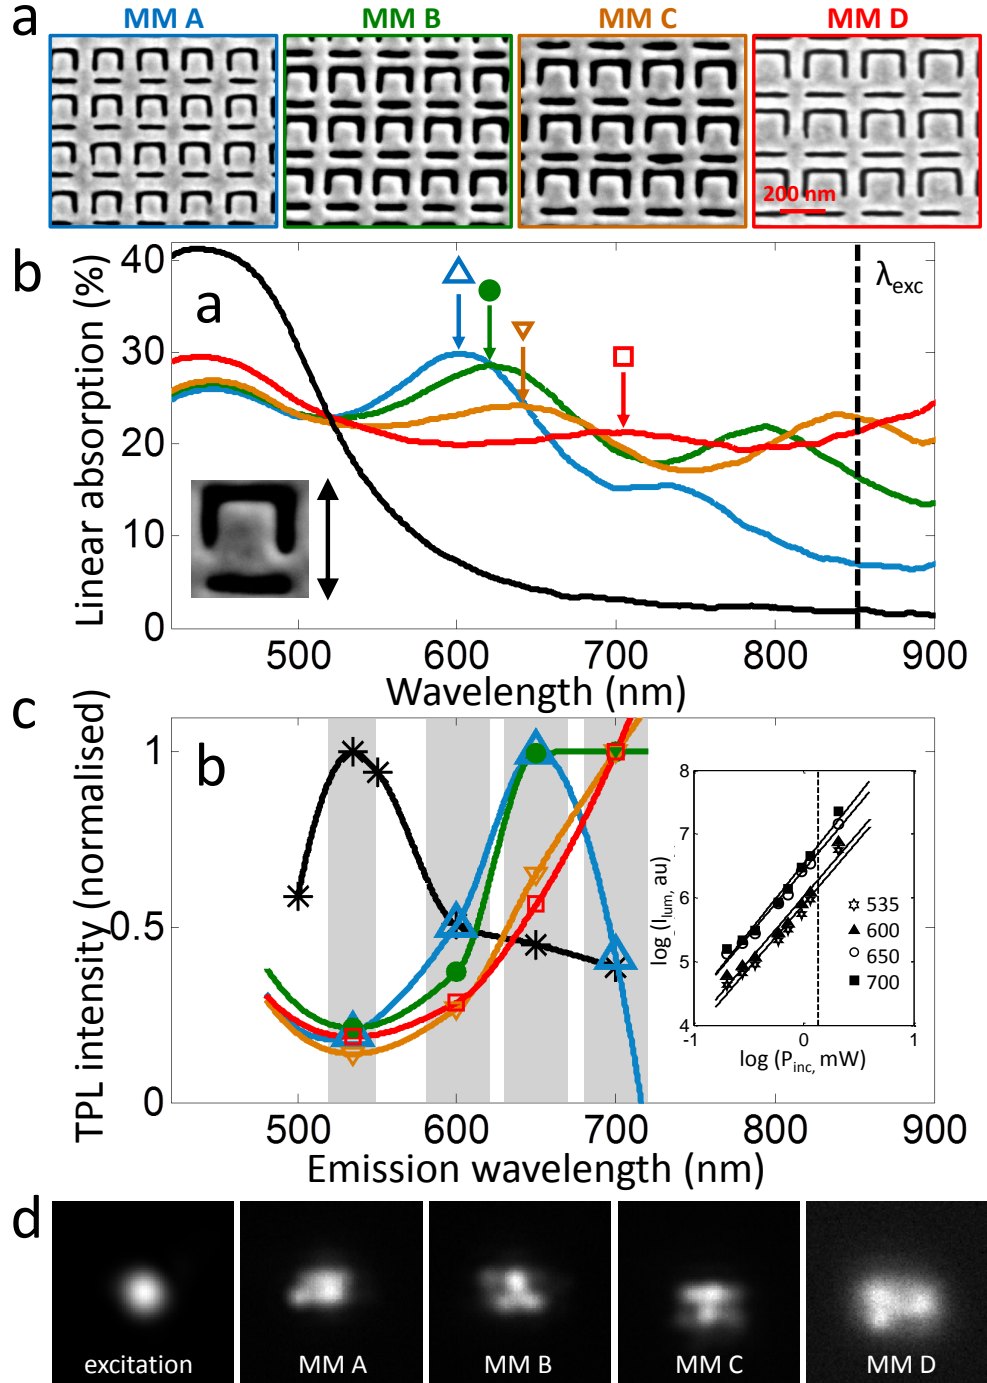 a
MM A MM B MM C MM D
200 nm
b
Linear absorption (%)
40
30
20
10
0
a
λexc
500 600 700 800 900
Wavelength (nm)
c
TPL intensity (normalised)
1
0.5
0
b
log (Ilum, au)
8
7
6
5
4
535
600
650
700
-1 0 1
log (Pinc, mW)
500 600 700 800 900
Emission wavelength (nm)
d
excitation MM A MM B MM C MM D